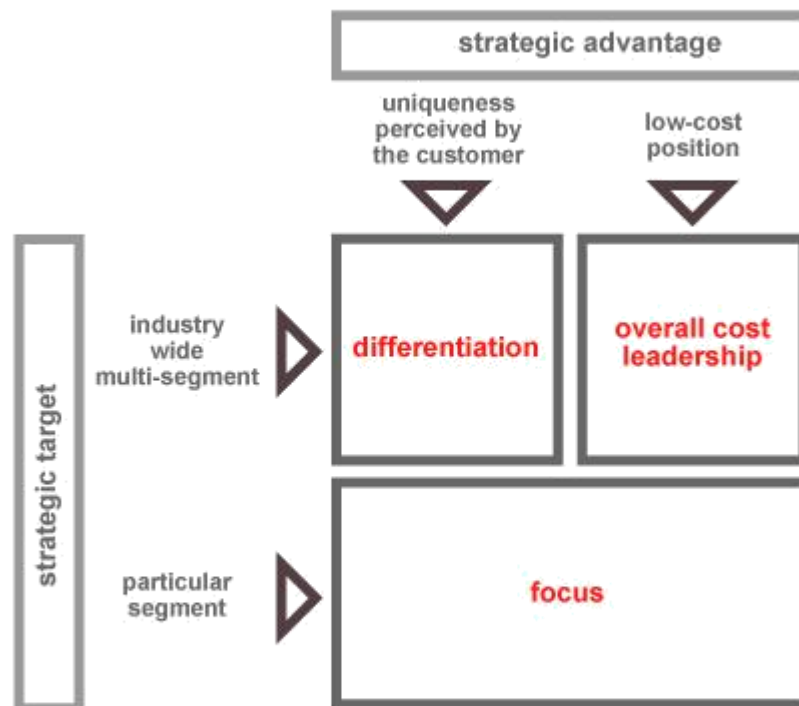 strategic advantage
uniqueness
perceived by
the customer
low-cost
position
strategic target
industry
wide
multi-segment
differentiation
overall cost
leadership
particular
segment
focus